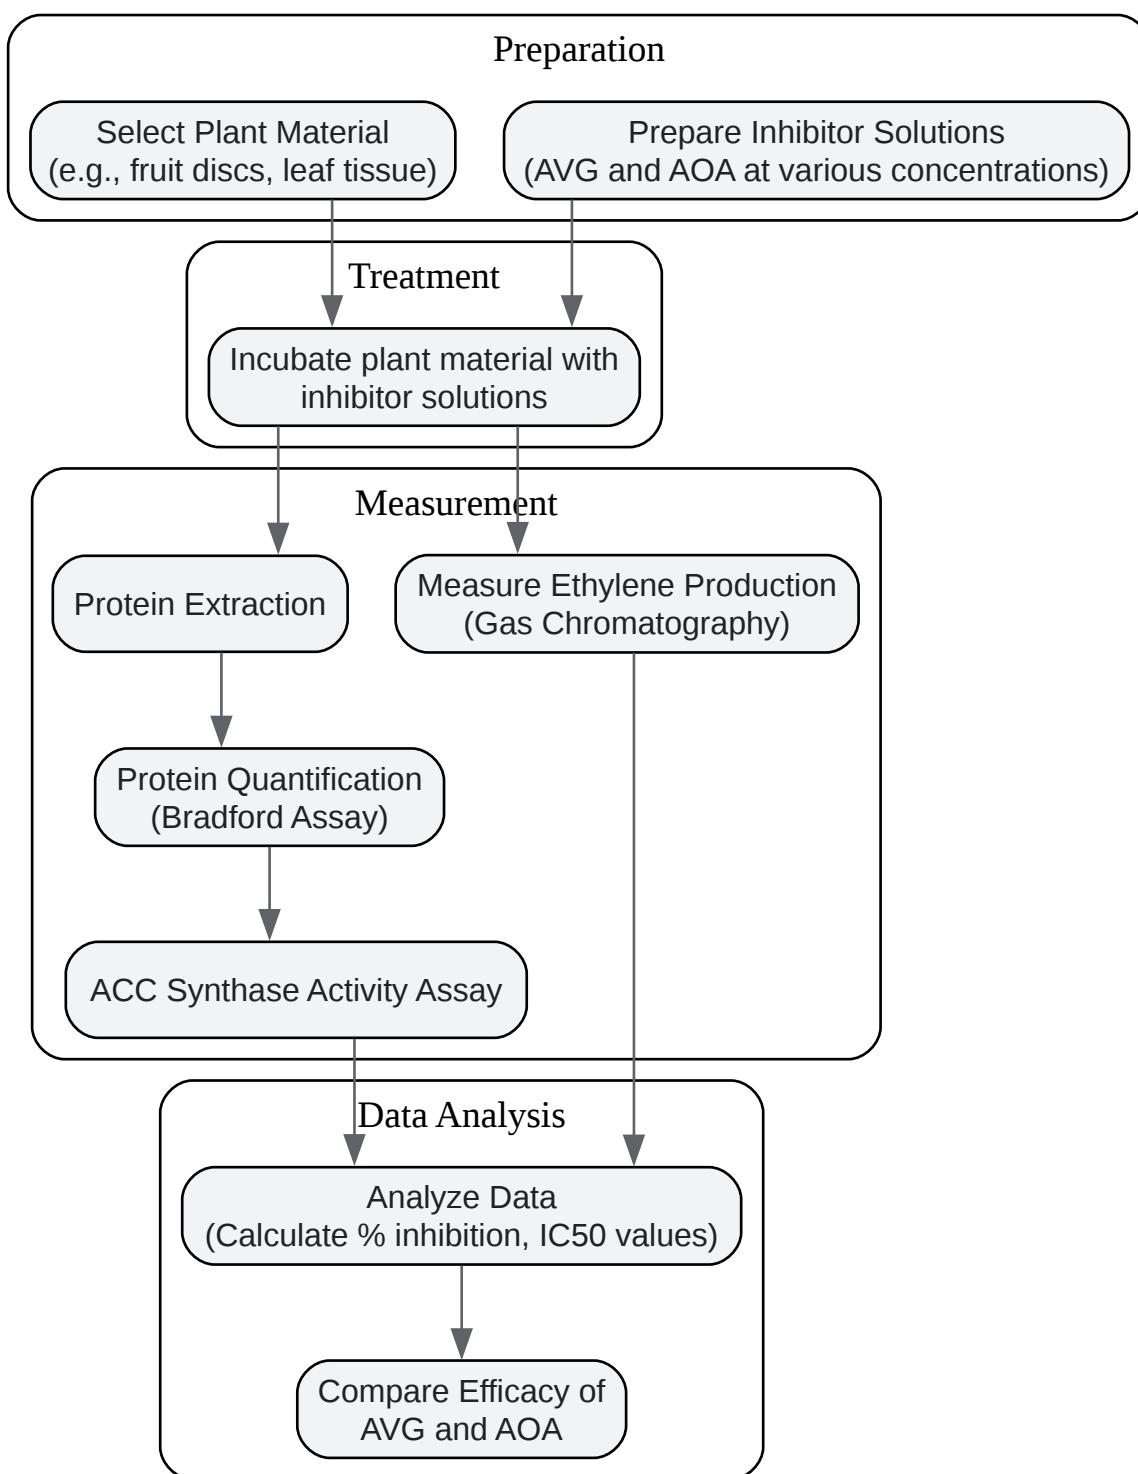 Preparation
Select Plant Material
(e.g., fruit discs, leaf tissue)
Prepare Inhibitor Solutions
(AVG and AOA at various concentrations)
Treatment
Incubate plant material with
inhibitor solutions
Measurement
Protein Extraction
Measure Ethylene Production
(Gas Chromatography)
Protein Quantification
(Bradford Assay)
ACC Synthase Activity Assay
Data Analysis
Analyze Data
(Calculate % inhibition, IC50 values)
Compare Efficacy of
AVG and AOA